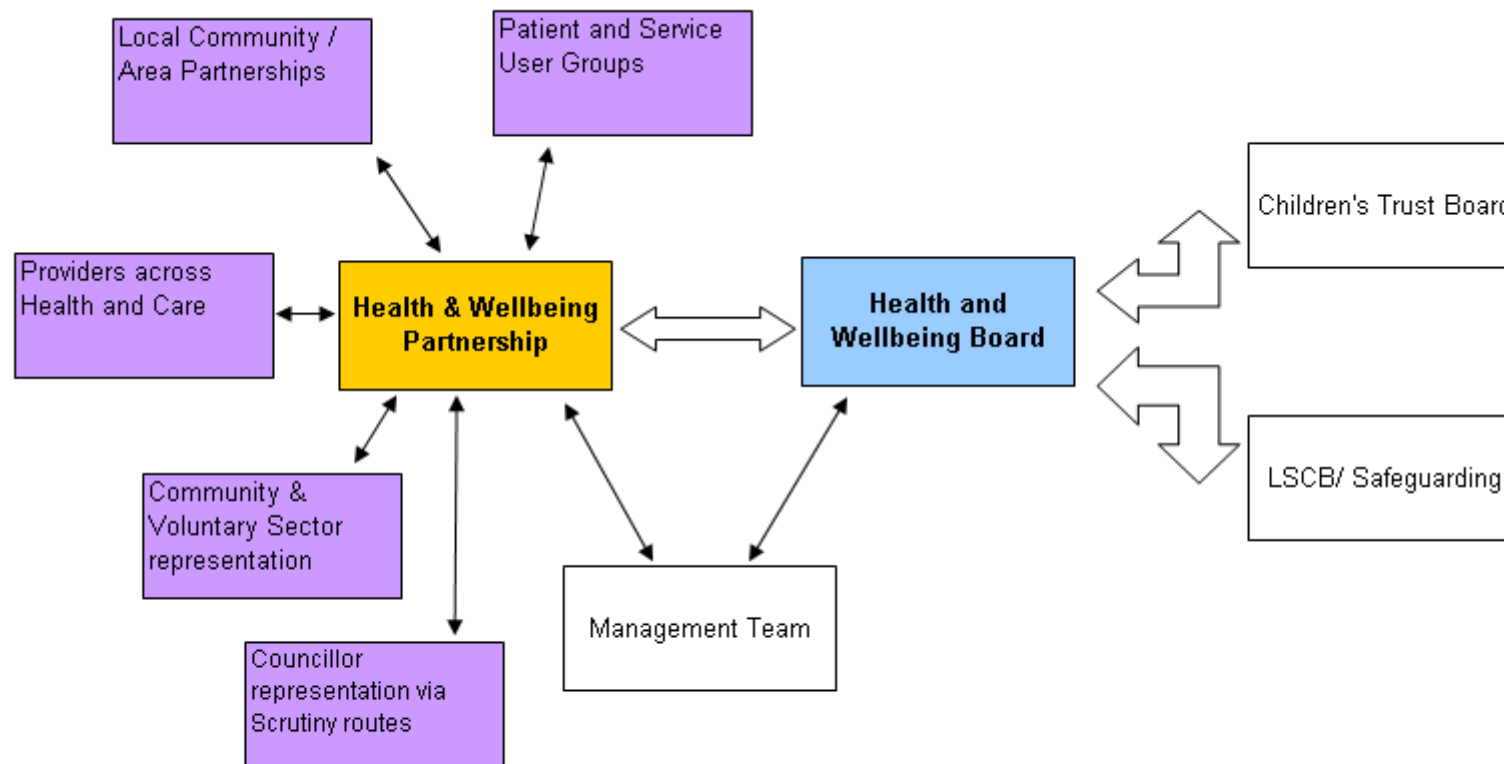 Local Community /
Area Partnerships
Patient and Service
User Groups
Children's Trust Board
Providers across
Health and Care
Health & Wellbeing
Partnership
Health and
Wellbeing Board
Community &
Voluntary Sector
representation
LSCB/ Safeguarding
Management Team
Councillor
representation via
Scrutiny routes